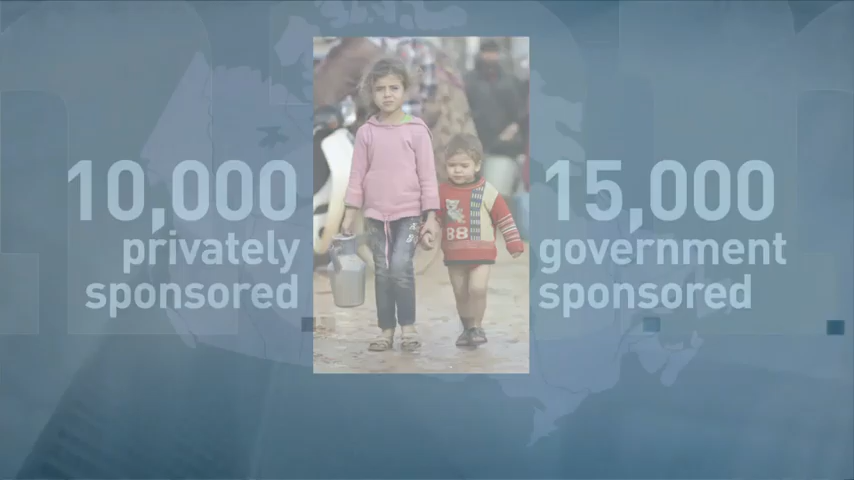 10,000
privately
sponsored
88
15,000
government
sponsored